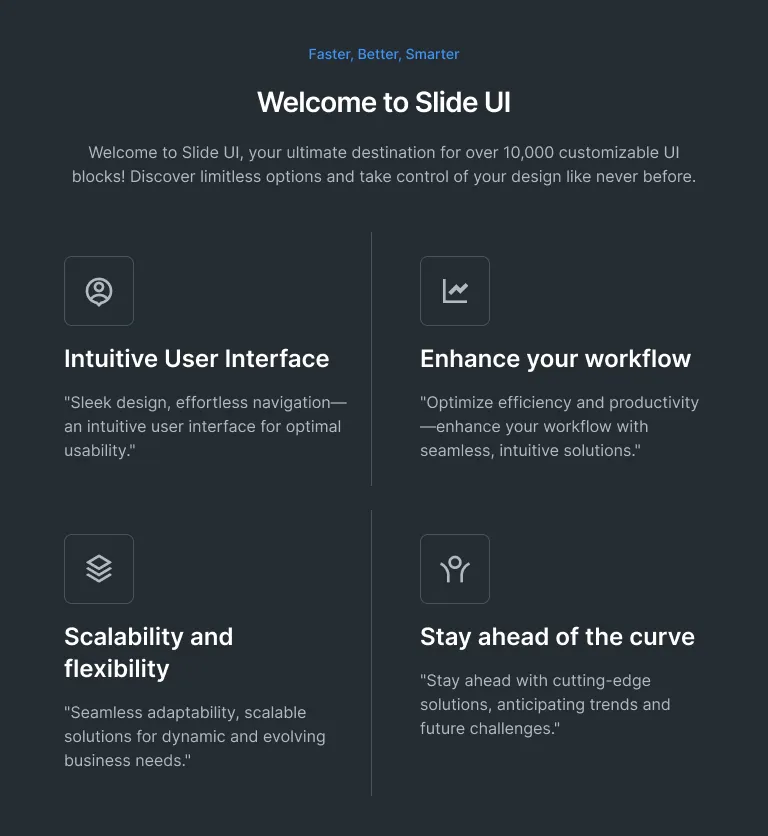 Faster, Better, Smarter
Welcome to Slide UI
Welcome to Slide UI, your ultimate destination for over 10,000 customizable UI
blocks! Discover limitless options and take control of your design like never before.
Intuitive User Interface
"Sleek design, effortless navigation—
an intuitive user interface for optimal
usability."
Enhance your workflow
"Optimize efficiency and productivity
—enhance your workflow with
seamless, intuitive solutions."
Scalability and
flexibility
"Seamless adaptability, scalable
solutions for dynamic and evolving
business needs."
Stay ahead of the curve
"Stay ahead with cutting-edge
solutions, anticipating trends and
future challenges."